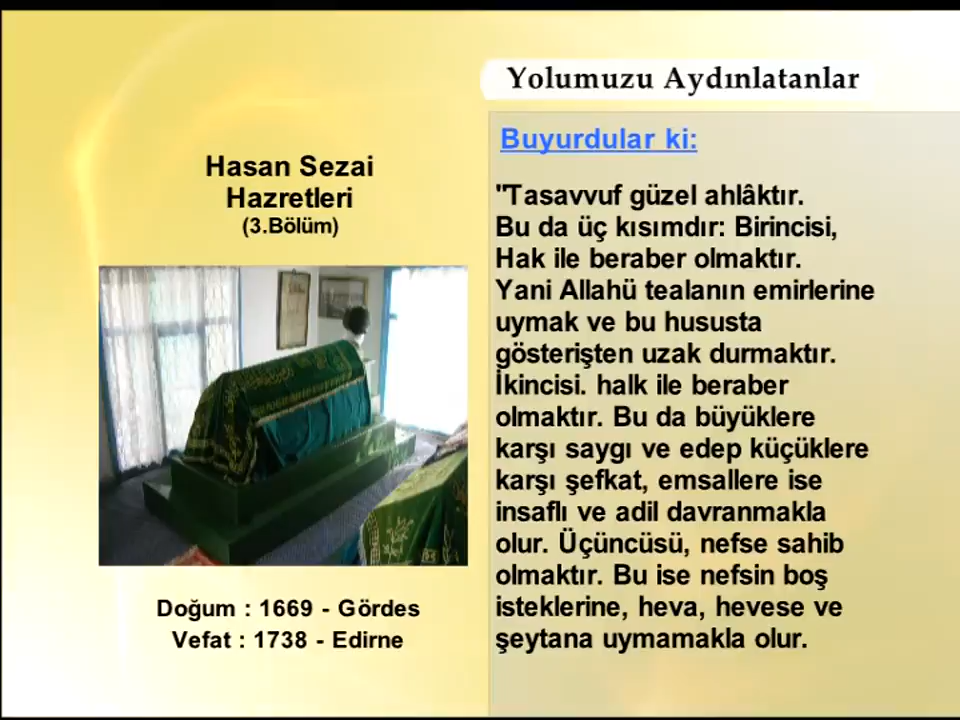 Yolumuzu Aydınlatanlar
Hasan Sezai
Hazretleri
(3.Bölüm)
Doğum : 1669 - Gördes
Vefat : 1738 - Edirne
Buyurdular ki:
"Tasavvuf güzel ahlâktır.
Bu da üç kısımdır: Birincisi,
Hak ile beraber olmaktır.
Yani Allahü tealanın emirlerine
uymak ve bu hususta
gösterişten uzak durmaktır.
İkincisi. halk ile beraber
olmaktır. Bu da büyüklere
karşı saygı ve edep küçüklere
karşı şefkat, emsallere ise
insaflı ve adil davranmakla
olur. Üçüncüsü, nefse sahib
olmaktır. Bu ise nefsin boş
isteklerine, heva, hevese ve
şeytana uymamakla olur.